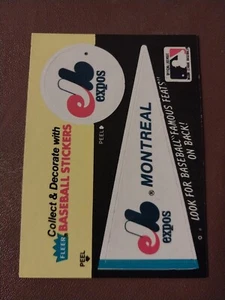 Collect & Decorate with
FLEER BASEBALL STICKERS
expos
PEEL
PEEL
MONTREAL
expos
LOOK FOR BASEBALL "FAMOUS FEATS"
ON BACK!